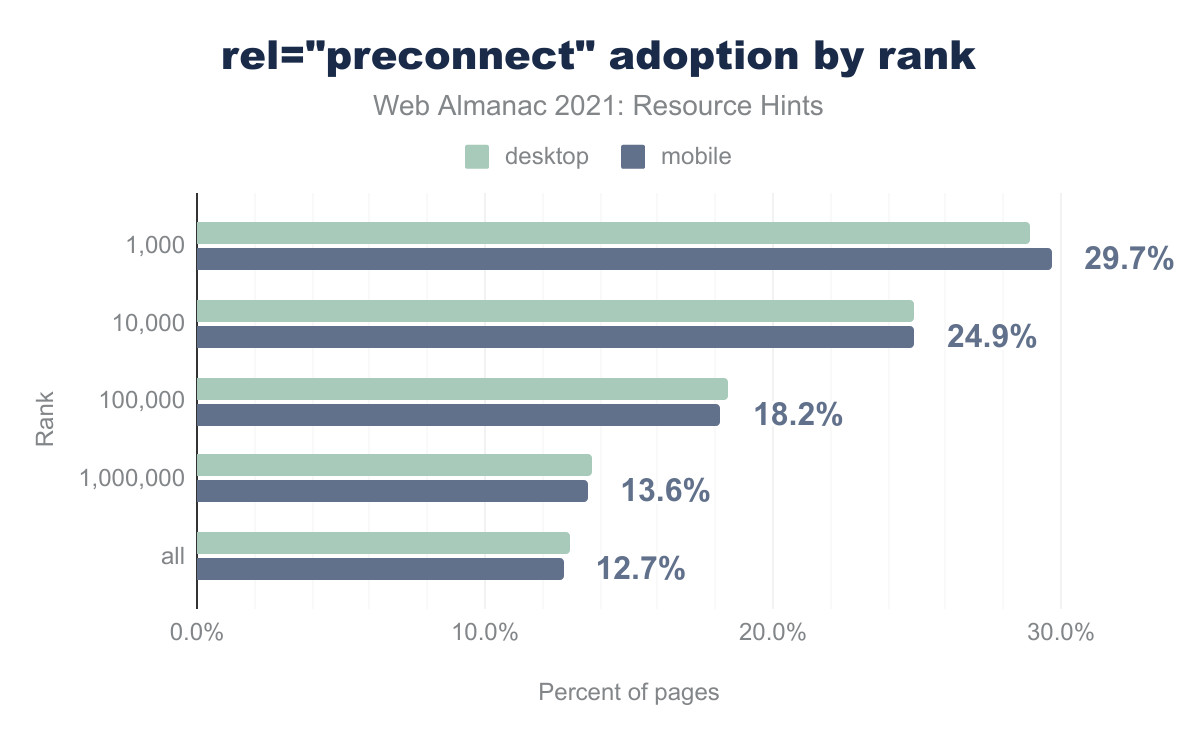 rel="preconnect" adoption by rank
Web Almanac 2021: Resource Hints
desktop mobile
1,000
29.7%
10,000
24.9%
100,000
18.2%
1,000,000
13.6%
all
12.7%
Rank
0.0% 10.0% 20.0% 30.0%
Percent of pages